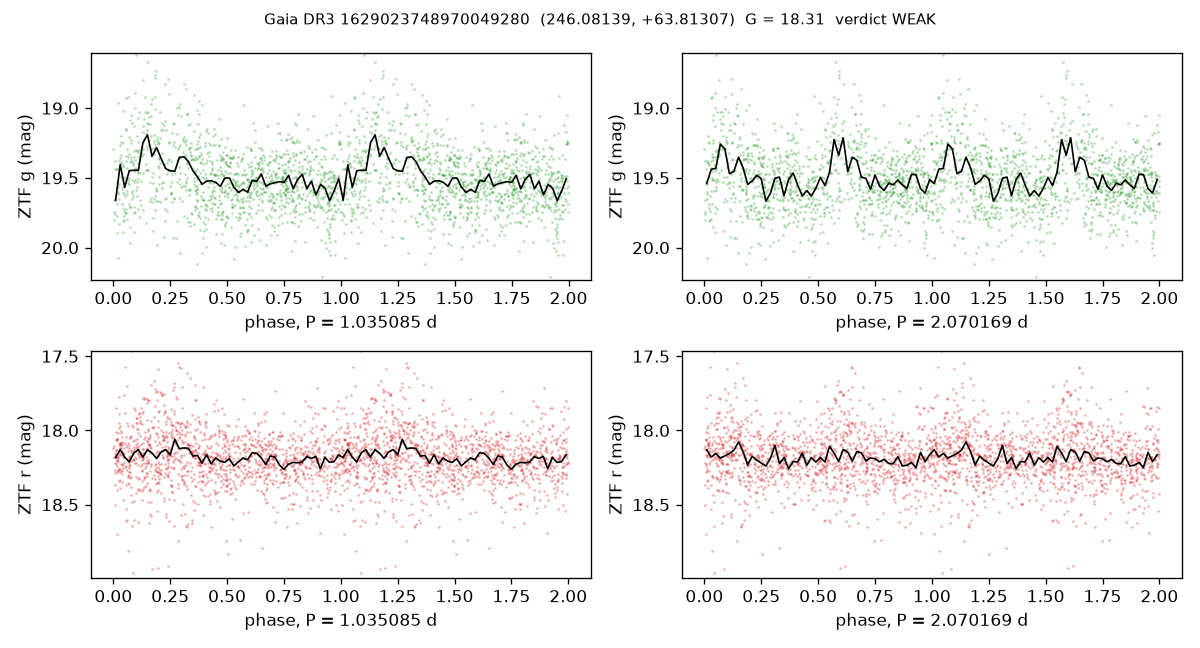 Gaia DR3 1629023748970049280 (246.08139, +63.81307) G = 18.31 verdict WEAK
ZTF g (mag)
19.0
19.5
20.0
0.00 0.25 0.50 0.75 1.00 1.25 1.50 1.75 2.00
phase, P = 1.035085 d
ZTF g (mag)
19.0
19.5
20.0
0.00 0.25 0.50 0.75 1.00 1.25 1.50 1.75 2.00
phase, P = 2.070169 d
ZTF r (mag)
17.5
18.0
18.5
0.00 0.25 0.50 0.75 1.00 1.25 1.50 1.75 2.00
phase, P = 1.035085 d
ZTF r (mag)
17.5
18.0
18.5
0.00 0.25 0.50 0.75 1.00 1.25 1.50 1.75 2.00
phase, P = 2.070169 d